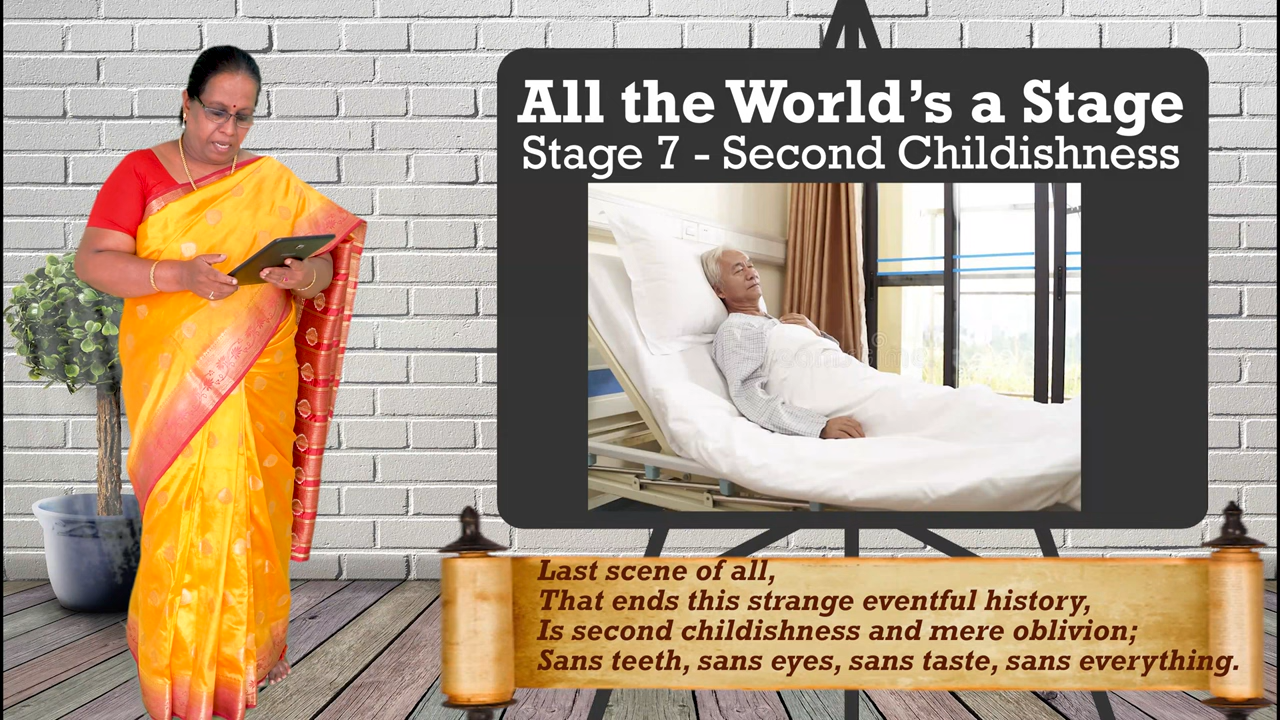 All the World's a Stage
Stage 7 - Second Childishness
Last scene of all,
That ends this strange eventful history,
Is second childishness and mere oblivion;
Sans teeth, sans eyes, sans taste, sans everything.